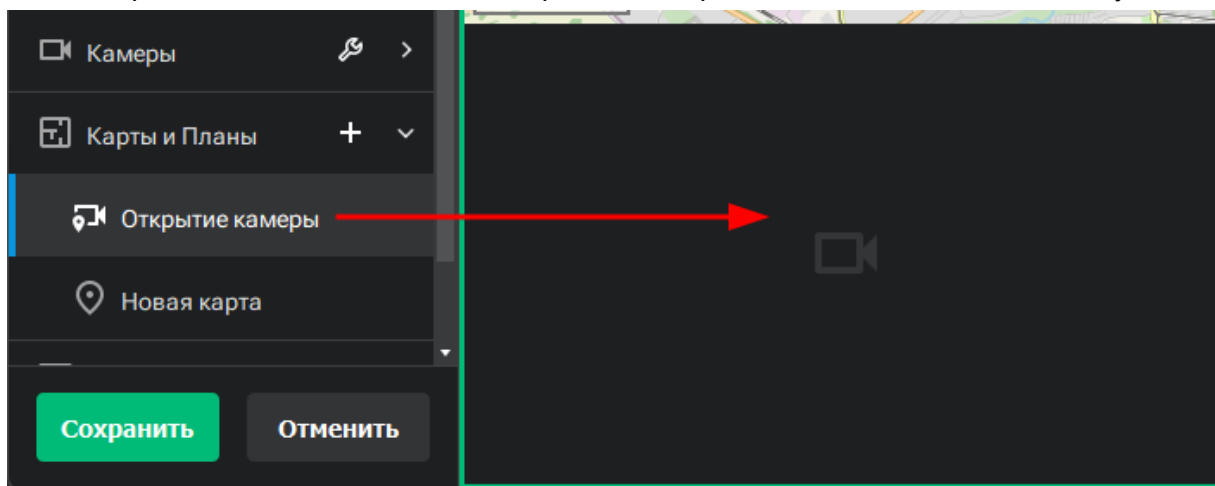 Камеры
Карты и Планы
Открытие камеры
Новая карта
Сохранить
Отменить